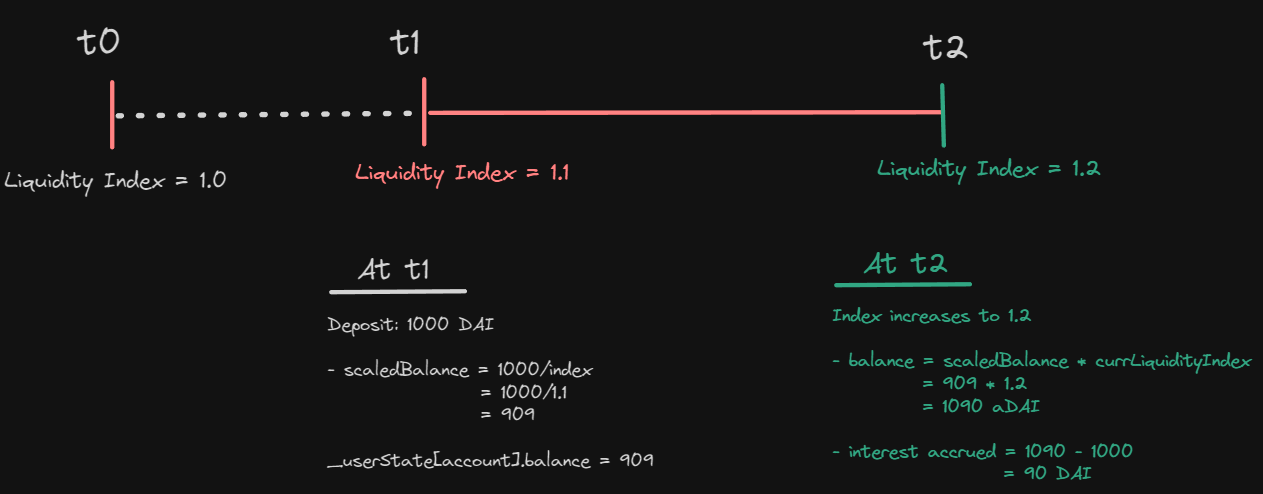 t0
t1
t2
Liquidity Index = 1.0
Liquidity Index = 1.1
Liquidity Index = 1.2
At t1
Deposit: 1000 DAI
- scaledBalance = 1000/index
= 1000/1.1
= 909
_userState[account].balance = 909
At t2
Index increases to 1.2
- balance = scaledBalance * currLiquidityIndex
= 909 * 1.2
= 1090 aDAI
- interest accrued = 1090 - 1000
= 90 DAI